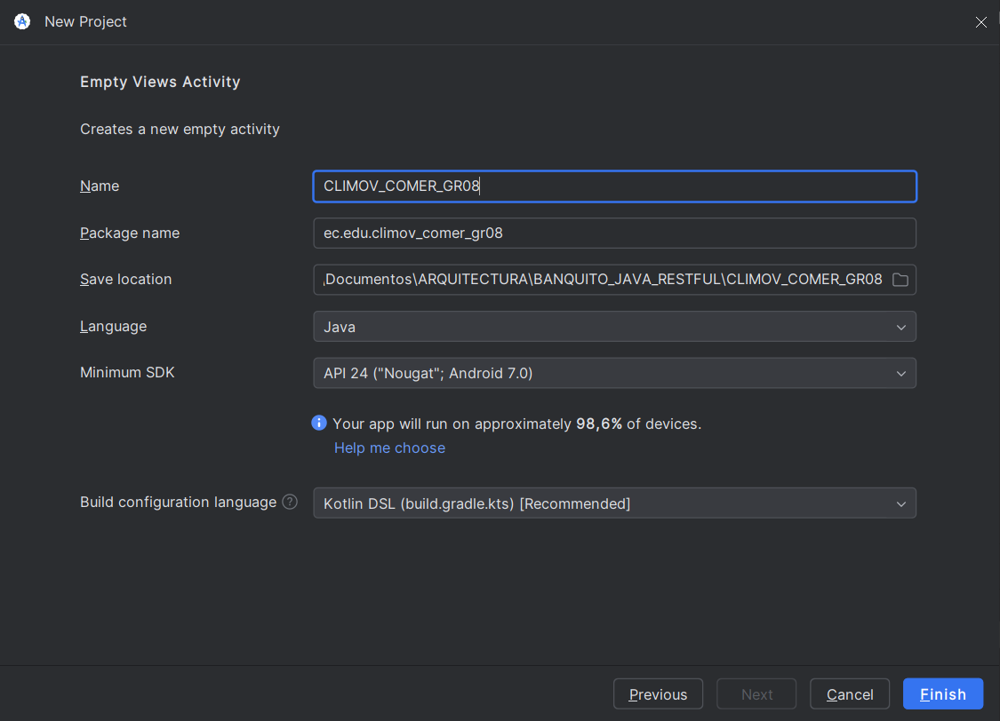 New Project
Empty Views Activity
Creates a new empty activity
Name CLIMOV_COMER_GR08
Package name ec.edu.climov_comer_gr08
Save location Documentos\ARQUITECTURA\BANQUITO_JAVA_RESTFUL\CLIMOV_COMER_GR08
Language Java
Minimum SDK API 24 ("Nougat"; Android 7.0)
Your app will run on approximately 98,6% of devices.
Help me choose
Build configuration language ? Kotlin DSL (build.gradle.kts) [Recommended]
Previous Next Cancel Finish